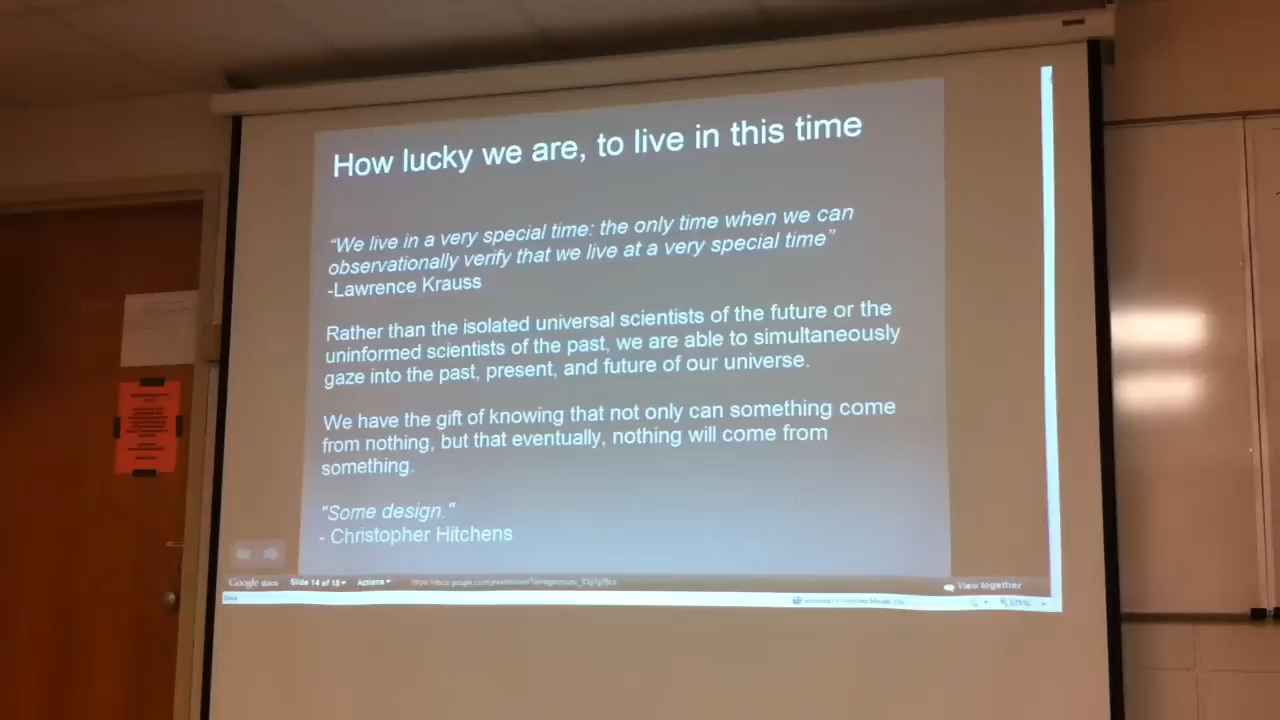 How lucky we are, to live in this time
“We live in a very special time: the only time when we can
observationally verify that we live at a very special time”
-Lawrence Krauss
Rather than the isolated universal scientists of the future or the
uninformed scientists of the past, we are able to simultaneously
gaze into the past, present, and future of our universe.
We have the gift of knowing that not only can something come
from nothing, but that eventually, nothing will come from
something.
"Some design."
- Christopher Hitchens
Google docs Slide 14 of 18 Actions
View together